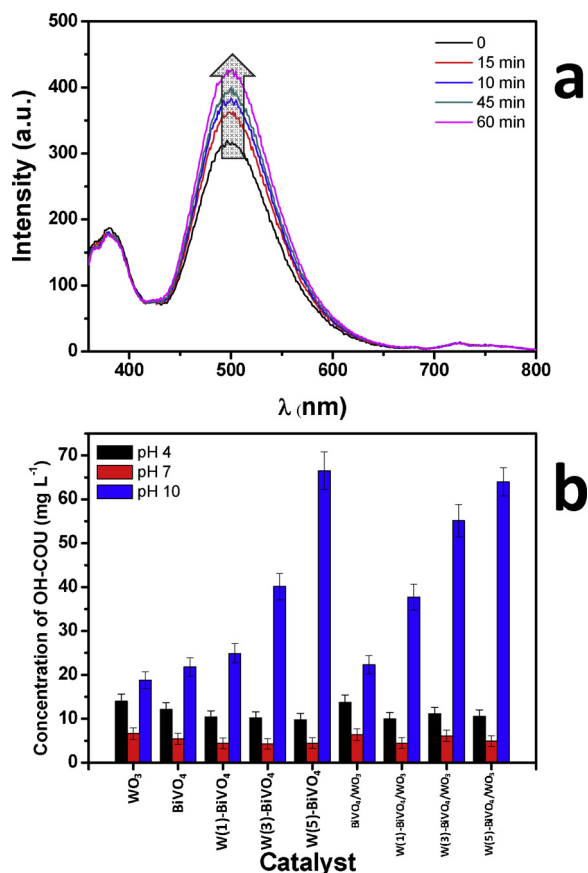 a
500
400
300
200
100
0
Intensity (a.u.)
0
15 min
10 min
45 min
60 min
400
500
600
700
800
λ (nm)
b
70
60
50
40
30
20
10
0
Concentration of OH-COU (mg L⁻¹)
pH 4
pH 7
pH 10
WO₃
BiVO₄
W(1)-BiVO₄
W(3)-BiVO₄
W(5)-BiVO₄
BiVO₄/WO₃
W(1)-BiVO₄/WO₃
W(3)-BiVO₄/WO₃
W(5)-BiVO₄/WO₃
Catalyst